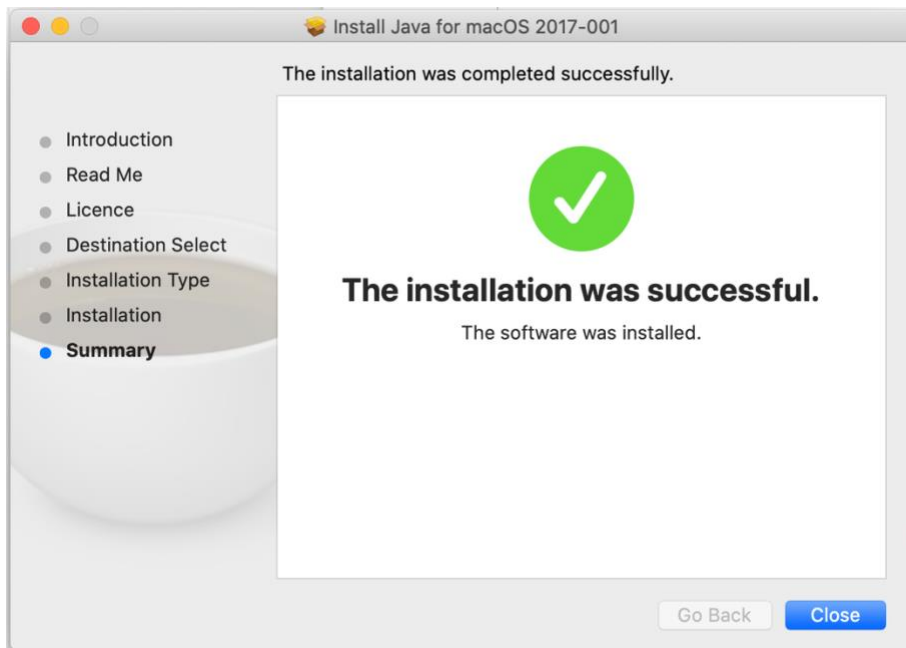 Install Java for macOS 2017-001
The installation was completed successfully.
Introduction
Read Me
Licence
Destination Select
Installation Type
Installation
Summary
The installation was successful.
The software was installed.
Go Back
Close